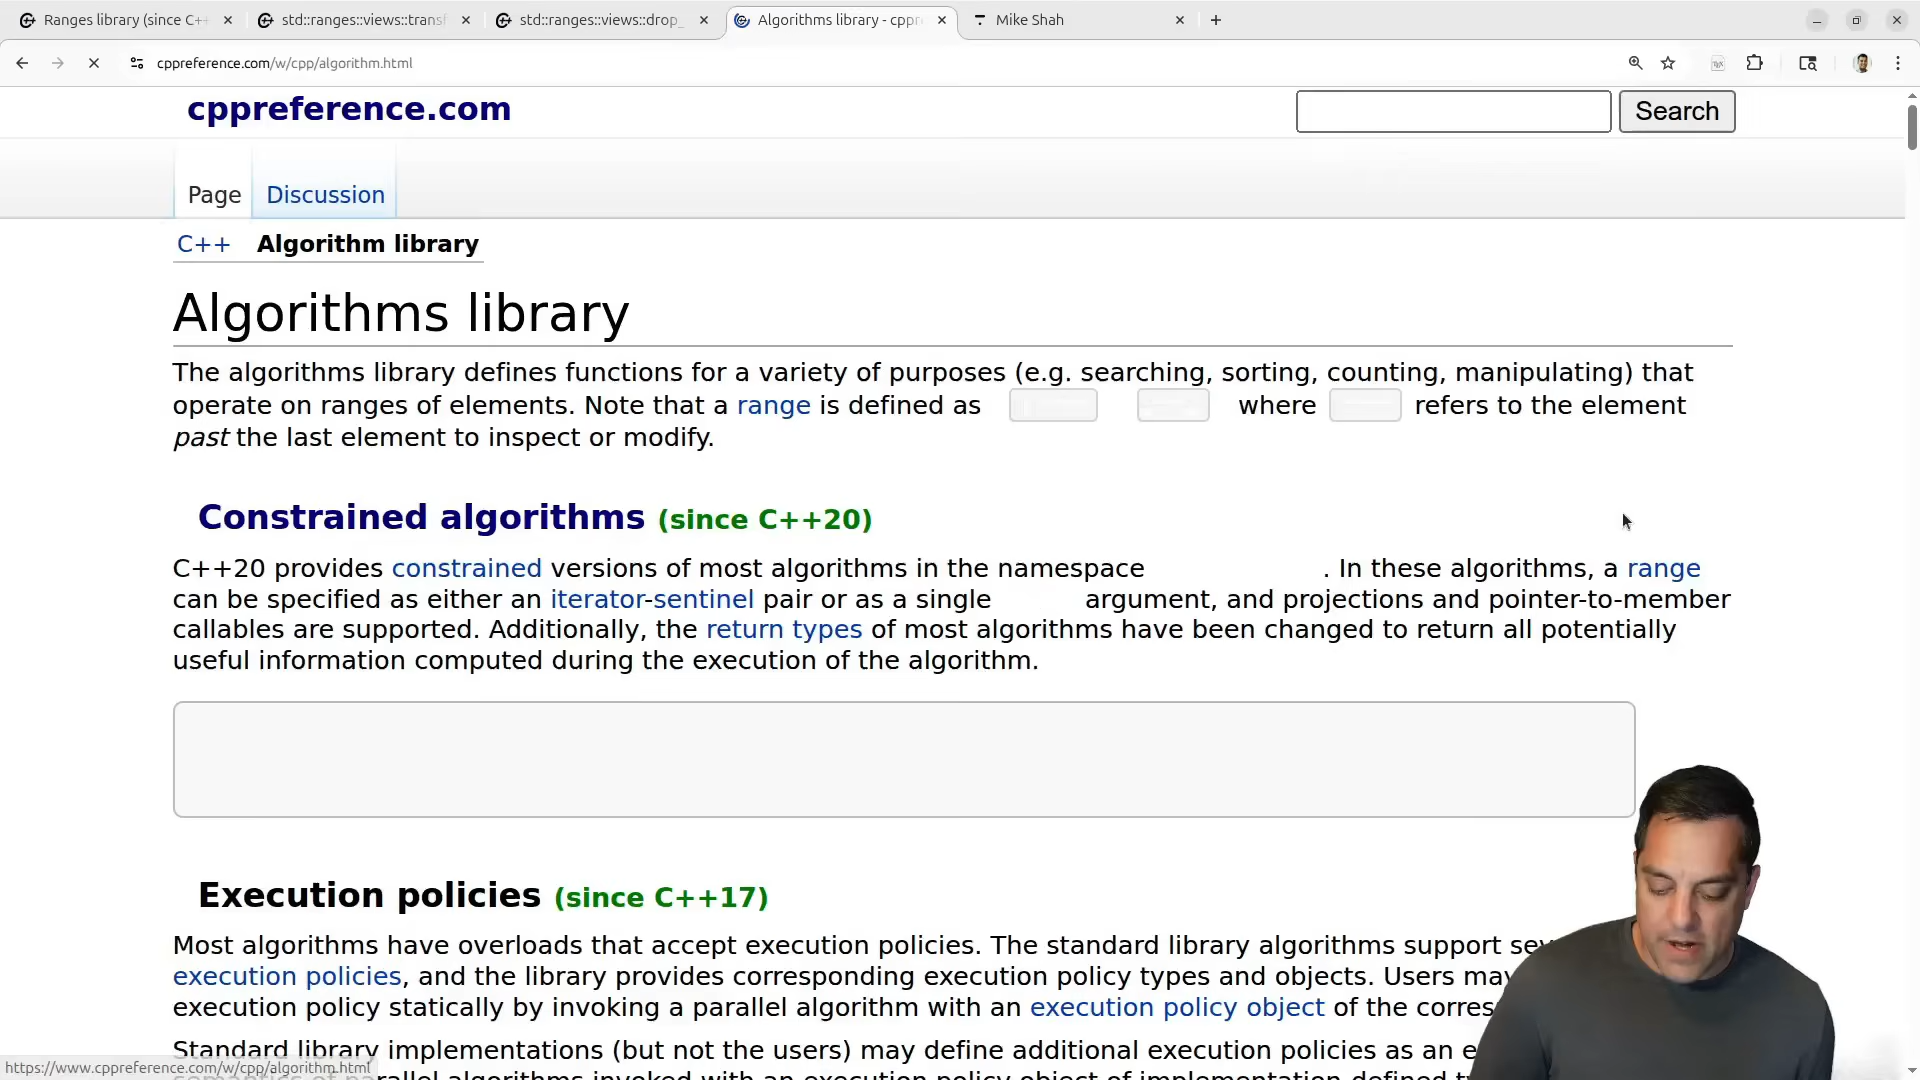 Ranges library (since C++
std::ranges::views::transf
std::ranges::views::drop_
Algorithms library - cppre
Mike Shah
cppreference.com/w/cpp/algorithm.html
cppreference.com
Search
Page
Discussion
C++
Algorithm library
Algorithms library
The algorithms library defines functions for a variety of purposes (e.g. searching, sorting, counting, manipulating) that
operate on ranges of elements. Note that a range is defined as where refers to the element
past the last element to inspect or modify.
Constrained algorithms (since C++20)
C++20 provides constrained versions of most algorithms in the namespace . In these algorithms, a range
can be specified as either an iterator-sentinel pair or as a single argument, and projections and pointer-to-member
callables are supported. Additionally, the return types of most algorithms have been changed to return all potentially
useful information computed during the execution of the algorithm.
Execution policies (since C++17)
Most algorithms have overloads that accept execution policies. The standard library algorithms support
execution policies, and the library provides corresponding execution policy types and objects. Users may
execution policy statically by invoking a parallel algorithm with an execution policy object of the corres
Standard library implementations (but not the users) may define additional execution policies as an
https://www.cppreference.com/w/cpp/algorithm.html